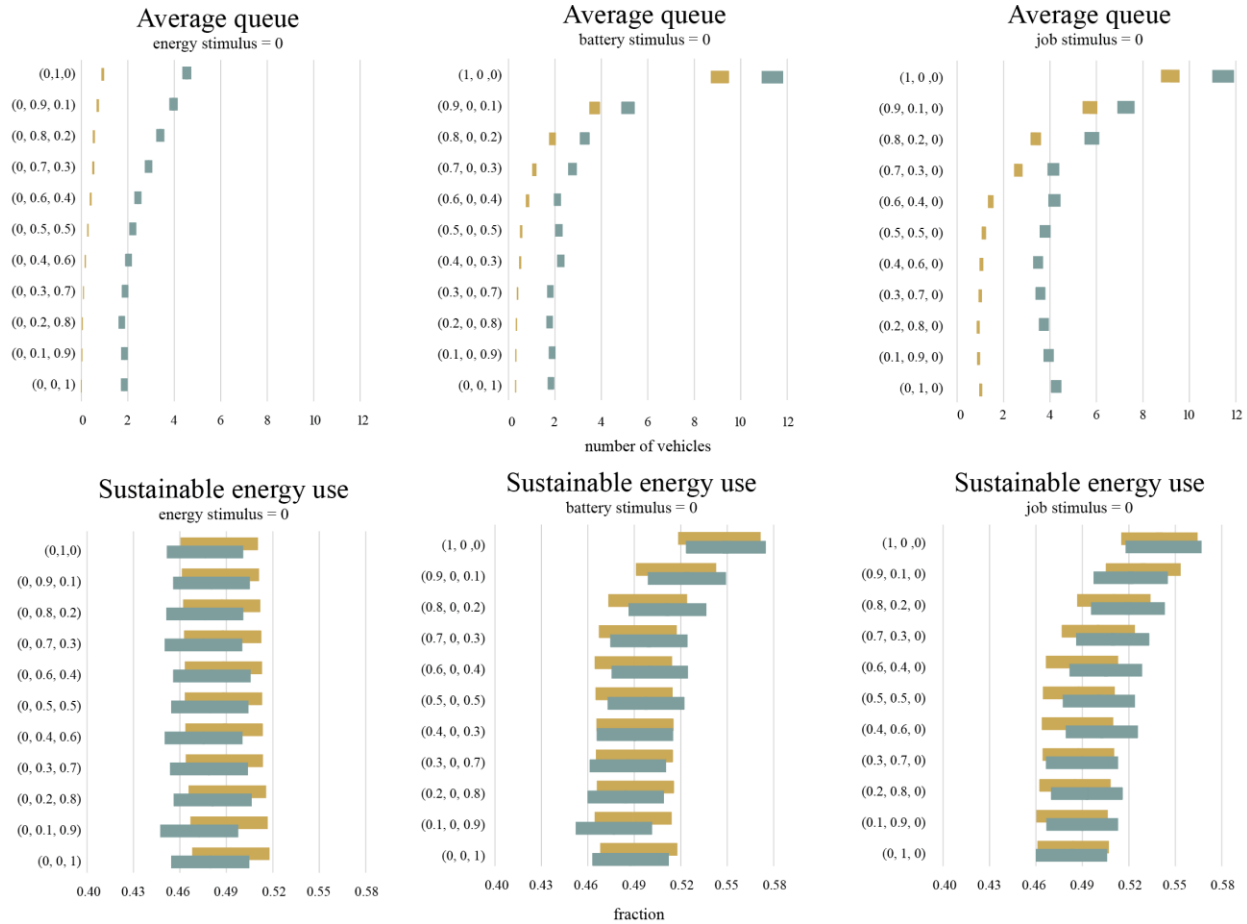 Average queue
energy stimulus = 0
(0,1,0)
(0, 0.9, 0.1)
(0, 0.8, 0.2)
(0, 0.7, 0.3)
(0, 0.6, 0.4)
(0, 0.5, 0.5)
(0, 0.4, 0.6)
(0, 0.3, 0.7)
(0, 0.2, 0.8)
(0, 0.1, 0.9)
(0, 0, 1)
0 2 4 6 8 10 12
Average queue
battery stimulus = 0
(1, 0 ,0)
(0.9, 0, 0.1)
(0.8, 0, 0.2)
(0.7, 0, 0.3)
(0.6, 0, 0.4)
(0.5, 0, 0.5)
(0.4, 0, 0.3)
(0.3, 0, 0.7)
(0.2, 0, 0.8)
(0.1, 0, 0.9)
(0, 0, 1)
0 2 4 6 8 10 12
number of vehicles
Average queue
job stimulus = 0
(1, 0 ,0)
(0.9, 0.1, 0)
(0.8, 0.2, 0)
(0.7, 0.3, 0)
(0.6, 0.4, 0)
(0.5, 0.5, 0)
(0.4, 0.6, 0)
(0.3, 0.7, 0)
(0.2, 0.8, 0)
(0.1, 0.9, 0)
(0, 1, 0)
0 2 4 6 8 10 12
Sustainable energy use
energy stimulus = 0
(0,1,0)
(0, 0.9, 0.1)
(0, 0.8, 0.2)
(0, 0.7, 0.3)
(0, 0.6, 0.4)
(0, 0.5, 0.5)
(0, 0.4, 0.6)
(0, 0.3, 0.7)
(0, 0.2, 0.8)
(0, 0.1, 0.9)
(0, 0, 1)
0.40 0.43 0.46 0.49 0.52 0.55 0.58
Sustainable energy use
battery stimulus = 0
(1, 0 ,0)
(0.9, 0, 0.1)
(0.8, 0, 0.2)
(0.7, 0, 0.3)
(0.6, 0, 0.4)
(0.5, 0, 0.5)
(0.4, 0, 0.3)
(0.3, 0, 0.7)
(0.2, 0, 0.8)
(0.1, 0, 0.9)
(0, 0, 1)
0.40 0.43 0.46 0.49 0.52 0.55 0.58
fraction
Sustainable energy use
job stimulus = 0
(1, 0 ,0)
(0.9, 0.1, 0)
(0.8, 0.2, 0)
(0.7, 0.3, 0)
(0.6, 0.4, 0)
(0.5, 0.5, 0)
(0.4, 0.6, 0)
(0.3, 0.7, 0)
(0.2, 0.8, 0)
(0.1, 0.9, 0)
(0, 1, 0)
0.40 0.43 0.46 0.49 0.52 0.55 0.58